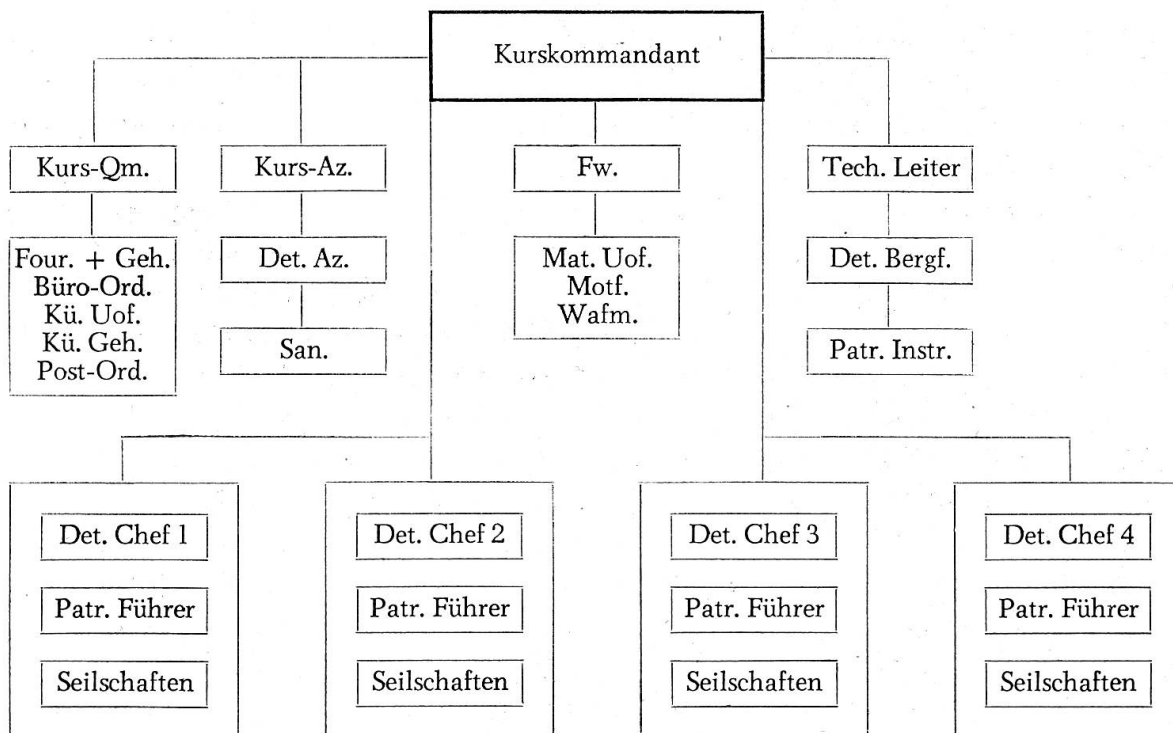 Kurskommandant
Kurs-Qm.
Kurs-Az.
Fw.
Tech. Leiter
Four. + Geh.
Büro-Ord.
Kü. Uof.
Kü. Geh.
Post-Ord.
Det. Az.
San.
Mat. Uof.
Motf.
Wafm.
Det. Bergf.
Patr. Instr.
Det. Chef 1
Patr. Führer
Seilschaften
Det. Chef 2
Patr. Führer
Seilschaften
Det. Chef 3
Patr. Führer
Seilschaften
Det. Chef 4
Patr. Führer
Seilschaften